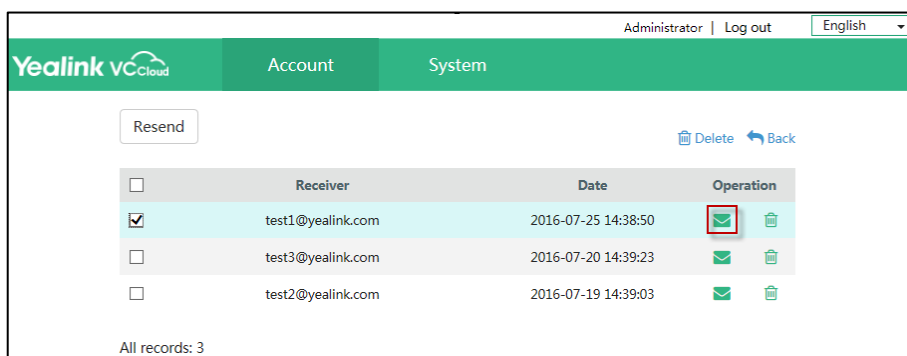 Administrator | Log out English
Yealink VCCloud Account System
Resend Delete Back
Receiver Date Operation
test1@yealink.com 2016-07-25 14:38:50
test3@yealink.com 2016-07-20 14:39:23
test2@yealink.com 2016-07-19 14:39:03
All records: 3